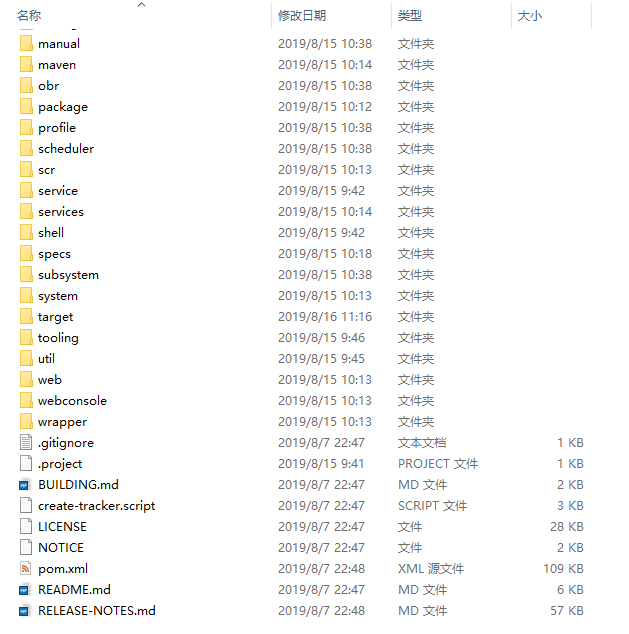 名称 修改日期 类型 大小
manual 2019/8/15 10:38 文件夹
maven 2019/8/15 10:14 文件夹
obr 2019/8/15 10:38 文件夹
package 2019/8/15 10:12 文件夹
profile 2019/8/15 10:38 文件夹
scheduler 2019/8/15 10:38 文件夹
scr 2019/8/15 10:13 文件夹
service 2019/8/15 9:42 文件夹
services 2019/8/15 10:14 文件夹
shell 2019/8/15 9:42 文件夹
specs 2019/8/15 10:18 文件夹
subsystem 2019/8/15 10:38 文件夹
system 2019/8/15 10:13 文件夹
target 2019/8/16 11:16 文件夹
tooling 2019/8/15 9:46 文件夹
util 2019/8/15 9:45 文件夹
web 2019/8/15 10:13 文件夹
webconsole 2019/8/15 10:13 文件夹
wrapper 2019/8/15 10:13 文件夹
.gitignore 2019/8/7 22:47 文本文档 1 KB
.project 2019/8/15 9:41 PROJECT 文件 1 KB
BUILDING.md 2019/8/7 22:47 MD 文件 2 KB
create-tracker.script 2019/8/7 22:47 SCRIPT 文件 3 KB
LICENSE 2019/8/7 22:47 文件 28 KB
NOTICE 2019/8/7 22:47 文件 2 KB
pom.xml 2019/8/7 22:48 XML 源文件 109 KB
README.md 2019/8/7 22:47 MD 文件 6 KB
RELEASE-NOTES.md 2019/8/7 22:48 MD 文件 57 KB